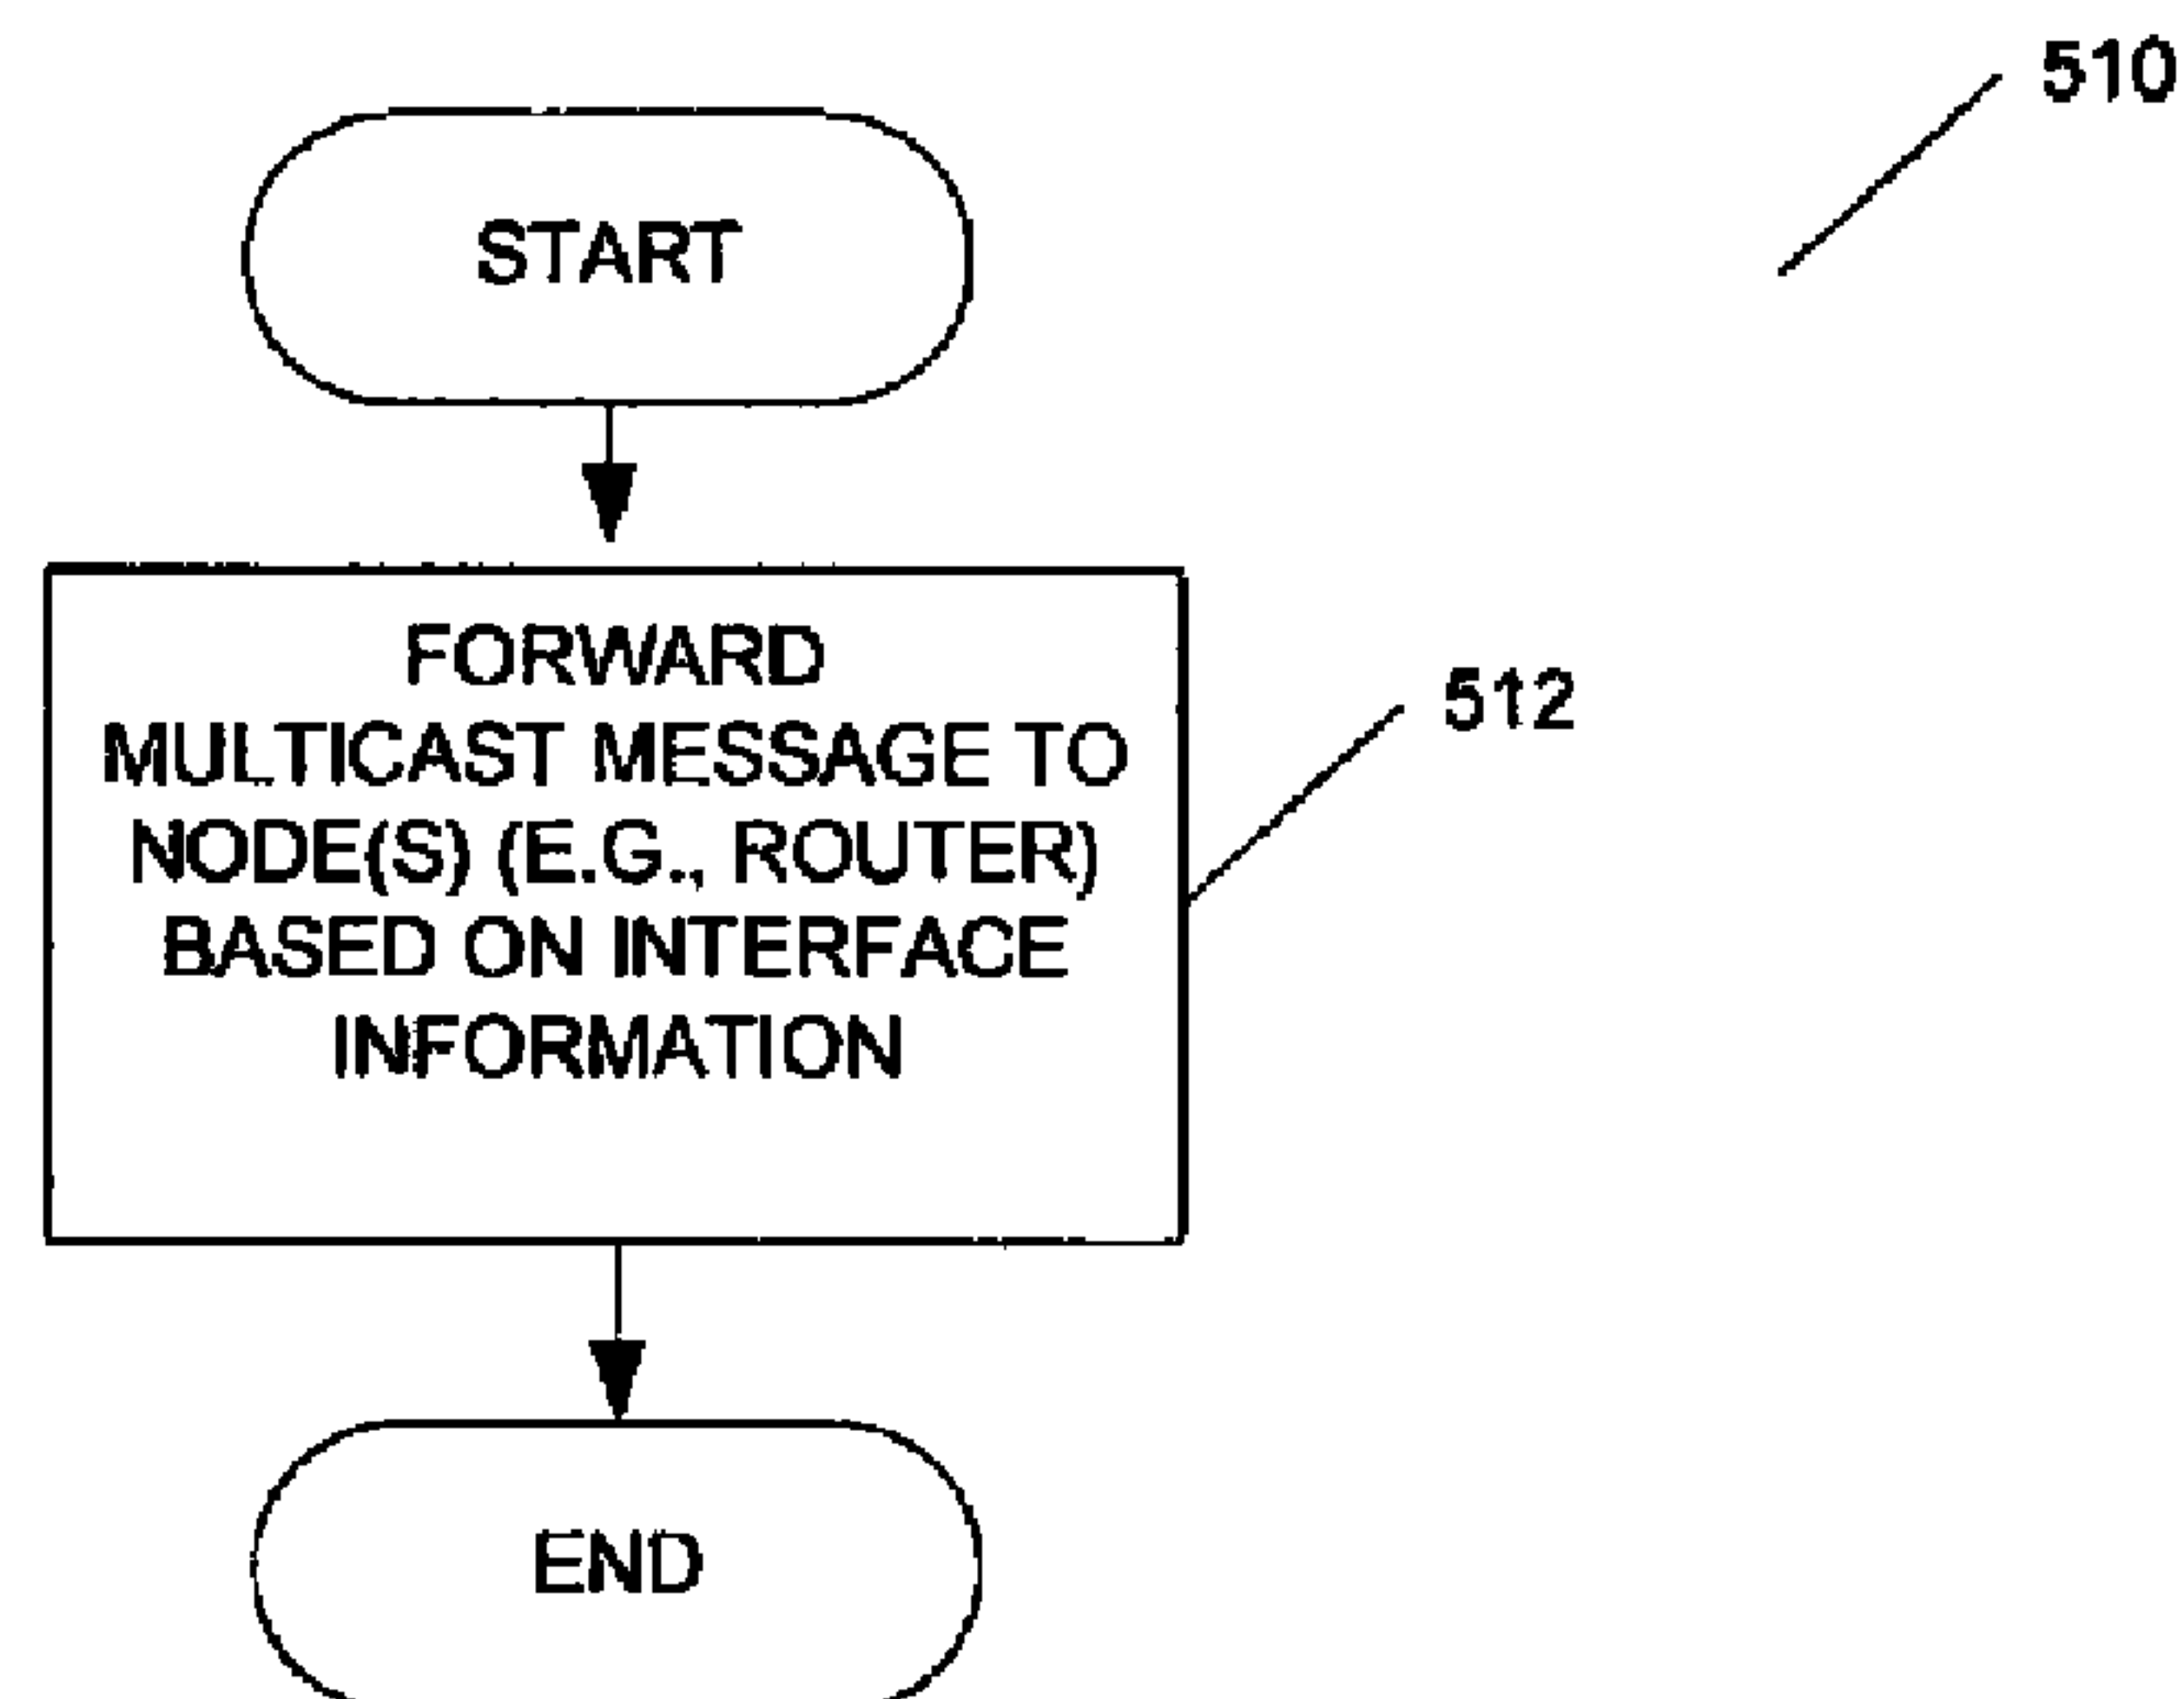 510
START
FORWARD
MULTICAST MESSAGE TO
NODE(S) (E.G., ROUTER)
BASED ON INTERFACE
INFORMATION
512
END